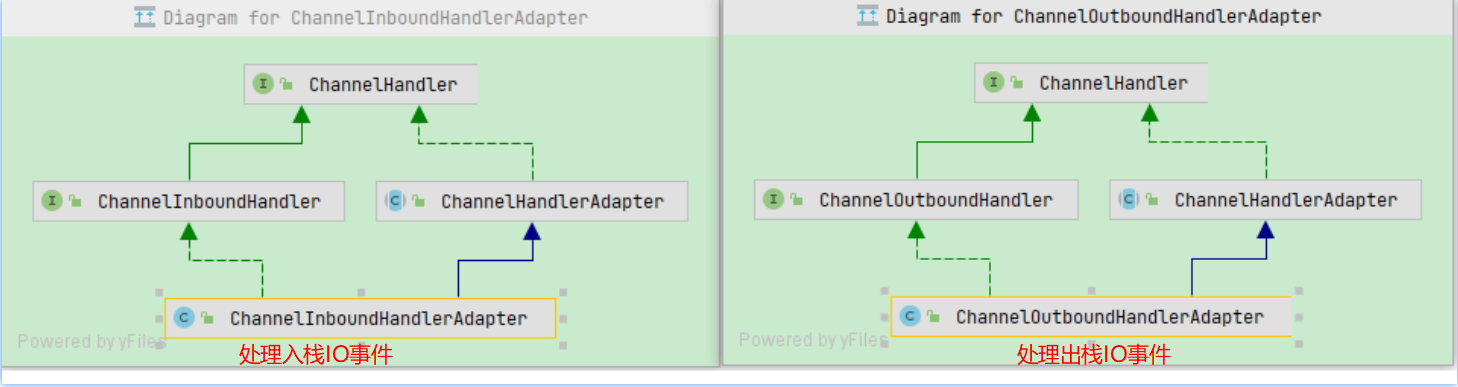 Diagram for ChannelInboundHandlerAdapter
I ChannelHandler
I ChannelInboundHandler
C ChannelHandlerAdapter
C ChannelInboundHandlerAdapter
Powered by yFiles
处理入栈IO事件
Diagram for ChannelOutboundHandlerAdapter
I ChannelHandler
I ChannelOutboundHandler
C ChannelHandlerAdapter
C ChannelOutboundHandlerAdapter
Powered by yFiles
处理出栈IO事件